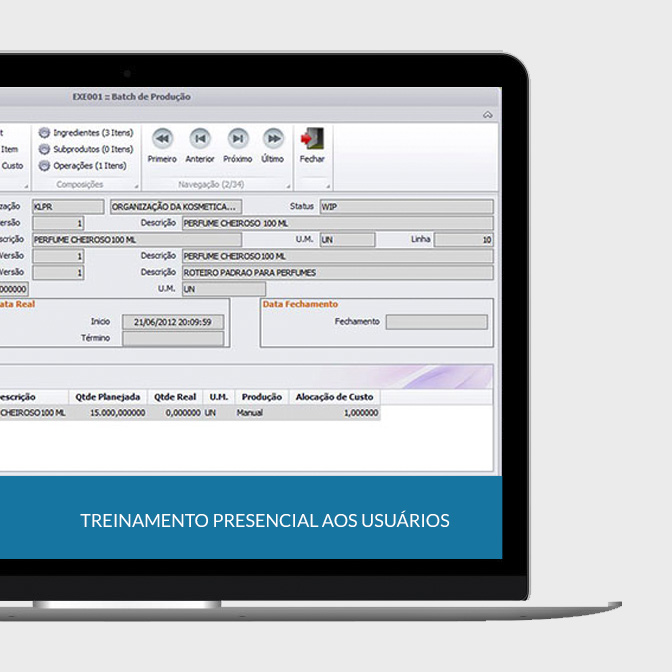 EXE001 :: Batch de Produção
t Ingredientes (3 Itens)
Item Subprodutos (0 Itens)
Custo Operações (1 Itens)
Primeiro Anterior Próximo Último Fechar
Composições Navegação (2/34)
zação KLPR ORGANIZAÇÃO DA KOSMETICA... Status WIP
ersão 1 Descrição PERFUME CHEIROSO 100 ML
scrição PERFUME CHEIROSO 100 ML U.M. UN Linha 10
Versão 1 Descrição PERFUME CHEIROSO 100 ML
Versão 1 Descrição ROTEIRO PADRAO PARA PERFUMES
000000 U.M. UN
ata Real Data Fechamento
Inicio 21/06/2012 20:09:59 Fechamento
Término
escrição Qtde Planejada Qtde Real U.M. Produção Alocação de Custo
CHEIROSO 100 ML 15.000,000000 0,000000 UN Manual 1,000000
TREINAMENTO PRESENCIAL AOS USUÁRIOS